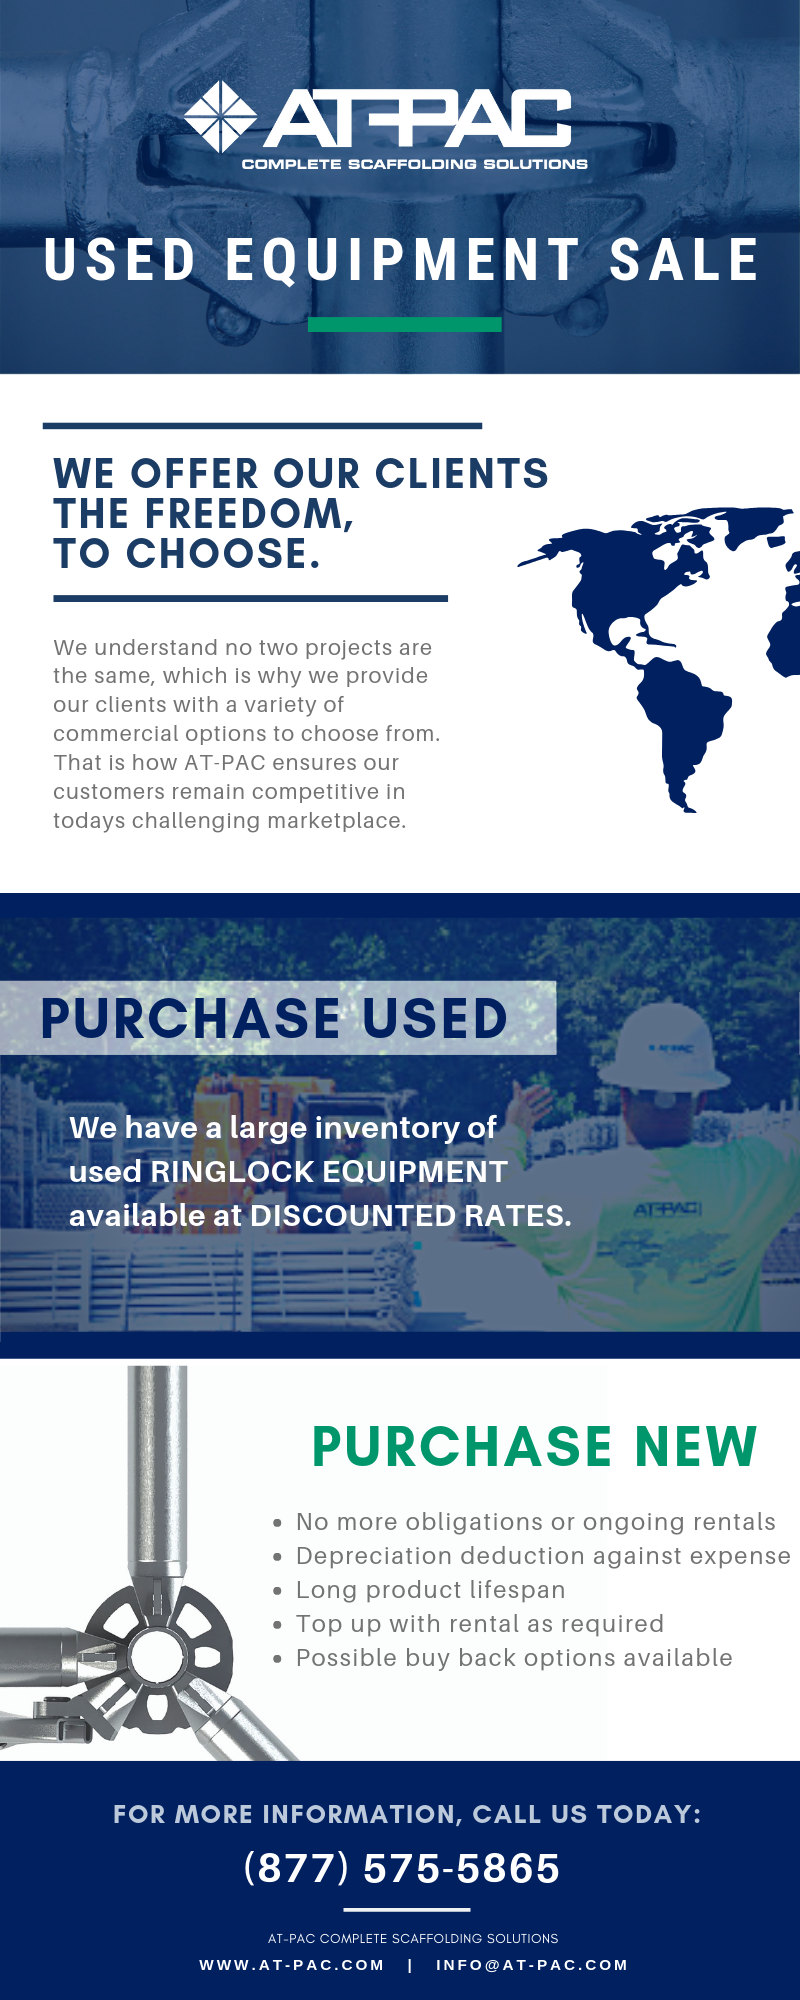 AT-PAC
COMPLETE SCAFFOLDING SOLUTIONS
USED EQUIPMENT SALE
WE OFFER OUR CLIENTS
THE FREEDOM,
TO CHOOSE.
We understand no two projects are
the same, which is why we provide
our clients with a variety of
commercial options to choose from.
That is how AT-PAC ensures our
customers remain competitive in
todays challenging marketplace.
PURCHASE USED
AT-PAC
We have a large inventory of
used RINGLOCK EQUIPMENT
available at DISCOUNTED RATES.
AT-PAC
PURCHASE NEW
• No more obligations or ongoing rentals
• Depreciation deduction against expense
• Long product lifespan
• Top up with rental as required
• Possible buy back options available
FOR MORE INFORMATION, CALL US TODAY:
(877) 575-5865
AT-PAC COMPLETE SCAFFOLDING SOLUTIONS
WWW.AT-PAC.COM | INFO@AT-PAC.COM